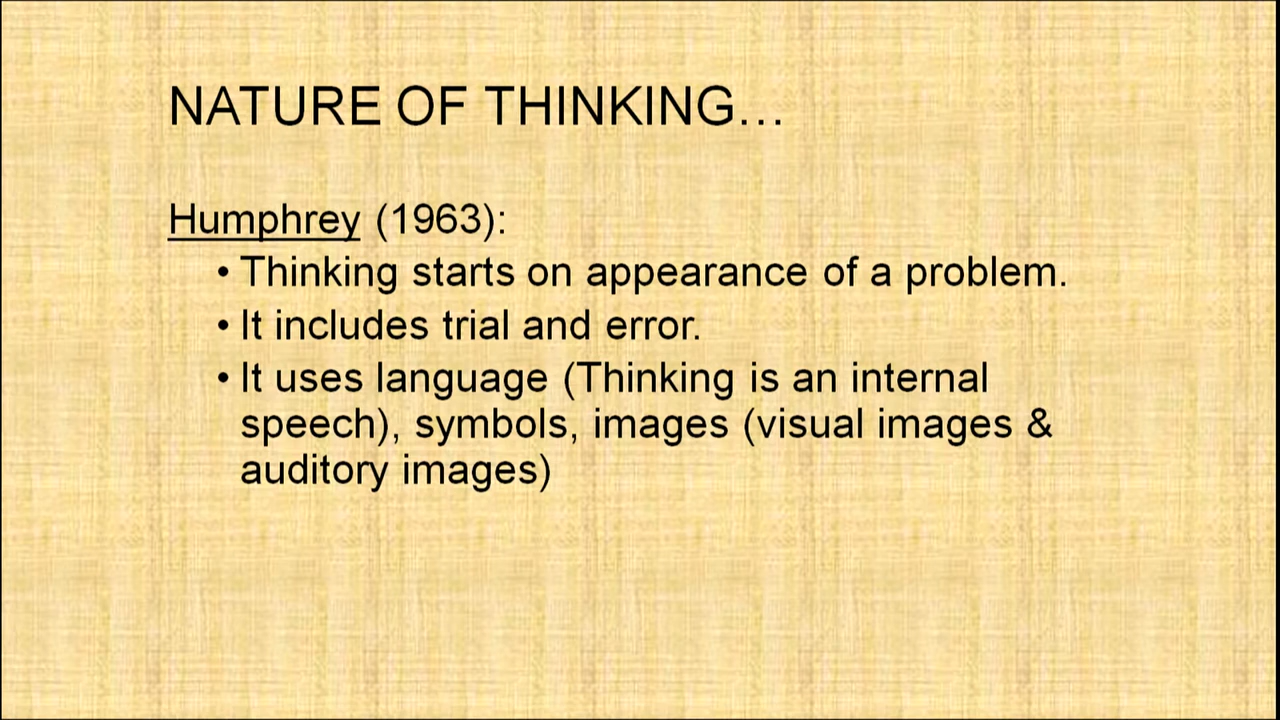 NATURE OF THINKING…
Humphrey (1963):
• Thinking starts on appearance of a problem.
• It includes trial and error.
• It uses language (Thinking is an internal
speech), symbols, images (visual images &
auditory images)